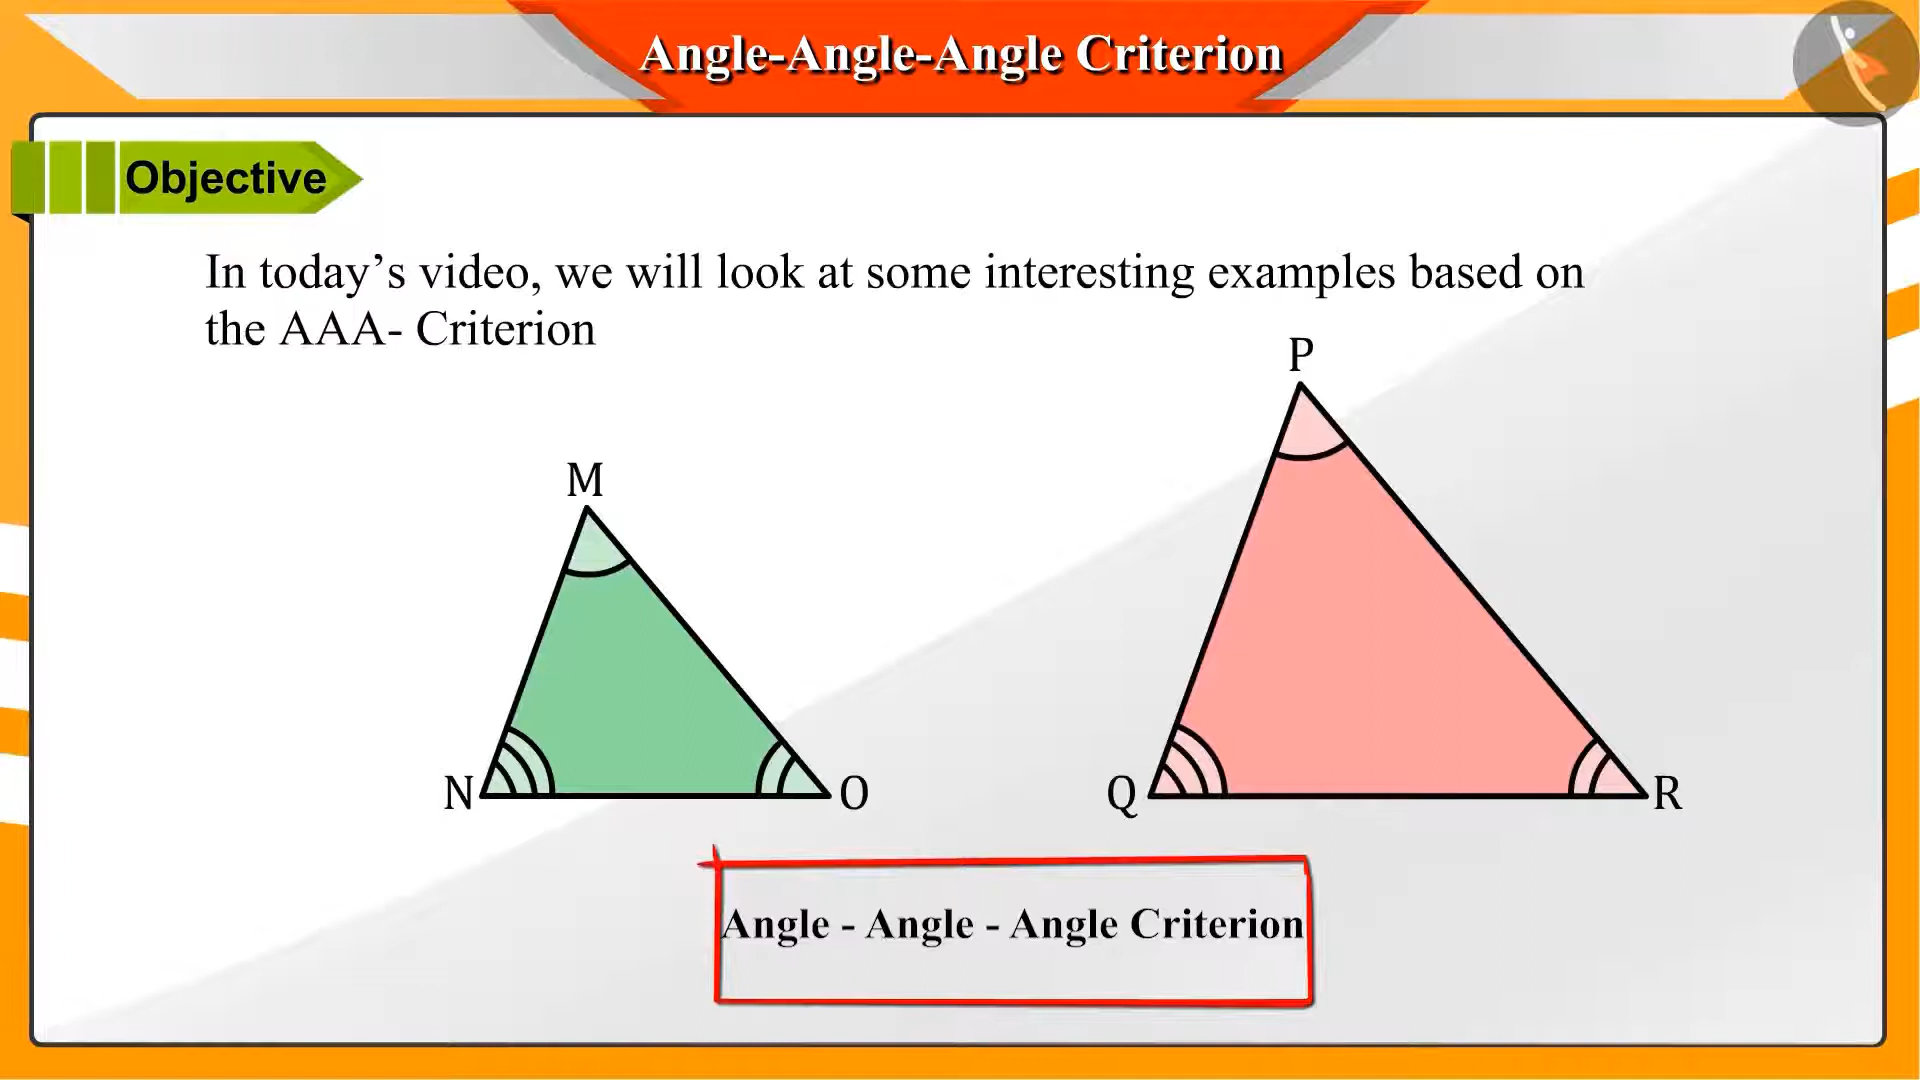 Angle-Angle-Angle Criterion
Objective
In today’s video, we will look at some interesting examples based on
the AAA- Criterion
P
M
N
O
Q
R
Angle - Angle - Angle Criterion